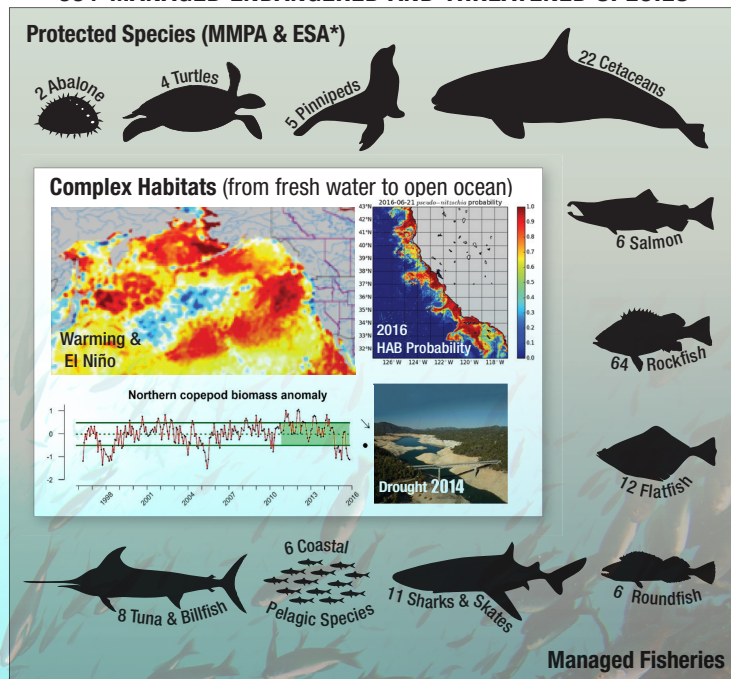 MANAGED ENDANGERED AND THREATENED SPECIES
Protected Species (MMPA & ESA*)
2 Abalone
4 Turtles
5 Pinnipeds
22 Cetaceans
Complex Habitats (from fresh water to open ocean)
2016-06-21 pseudo-nitzschia probability
43°N
42°N
41°N
40°N
39°N
38°N
37°N
36°N
35°N
34°N
33°N
32°N
126°W 124°W 122°W 120°W 118°W
1.0
0.9
0.8
0.7
0.6
0.5
0.4
0.3
0.2
0.1
0.0
Warming &
El Niño
2016
HAB Probability
Northern copepod biomass anomaly
1
0
-1
-2
1998 2001 2004 2007 2010 2013 2016
Drought 2014
6 Salmon
64 Rockfish
12 Flatfish
6 Roundfish
8 Tuna & Billfish
6 Coastal
Pelagic Species
11 Sharks & Skates
Managed Fisheries